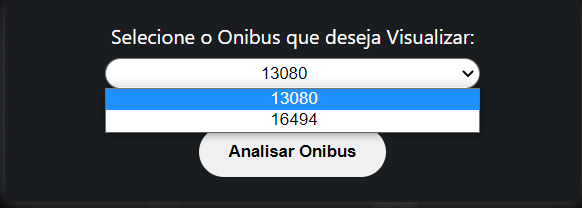 Selecione o Onibus que deseja Visualizar:
13080
13080
16494
Analisar Onibus